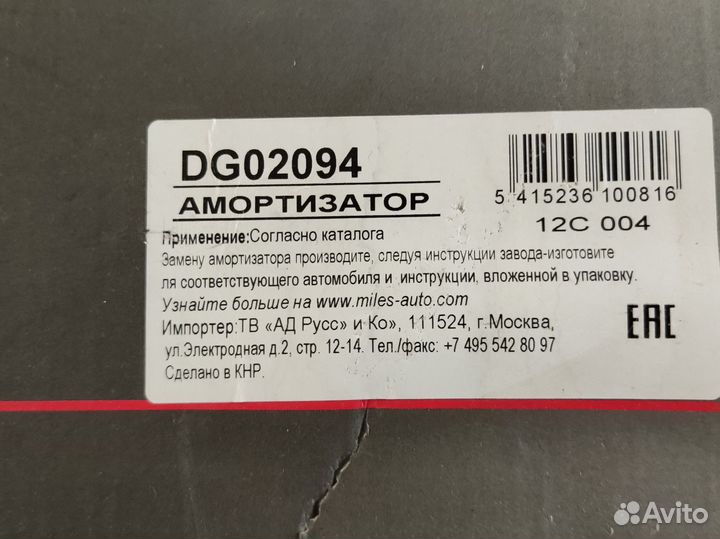 DG02094
АМОРТИЗАТОР
5 415236 100816
12C 004
Применение:Согласно каталога
Замену амортизатора производите, следуя инструкции завода-изготовите
ля соответствующего автомобиля и инструкции, вложенной в упаковку.
Узнайте больше на www.miles-auto.com
Импортер:ТВ «АД Русс» и Ко», 111524, г.Москва,
ул.Электродная д.2, стр. 12-14. Тел./факс: +7 495 542 80 97
Сделано в КНР.
EAC
Avito